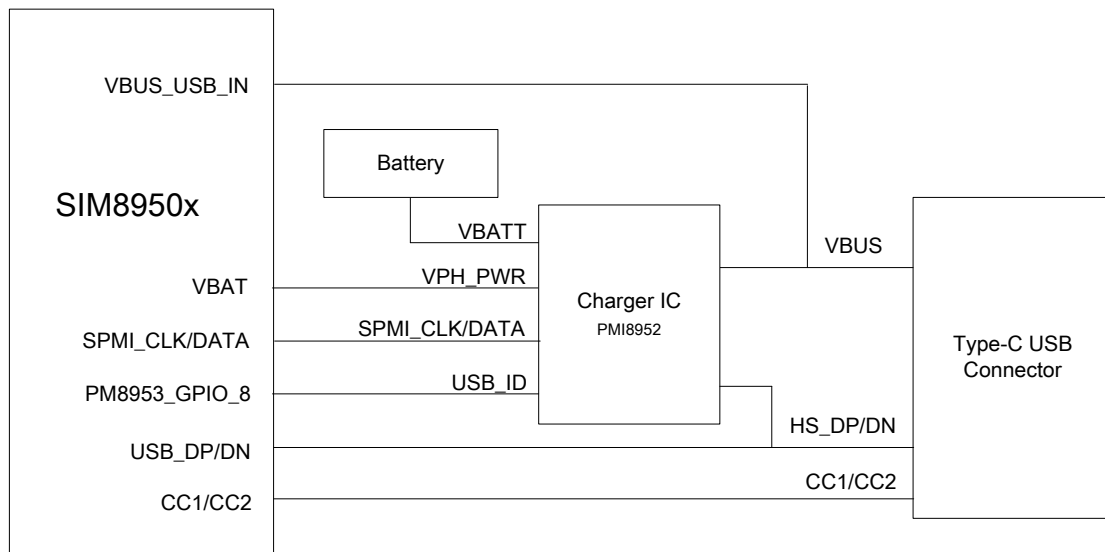 VBUS_USB_IN
Battery
SIM8950x
VBATT
VBUS
VBAT
VPH_PWR
Charger IC
PMI8952
SPMI_CLK/DATA
SPMI_CLK/DATA
Type-C USB
Connector
PM8953_GPIO_8
USB_ID
USB_DP/DN
HS_DP/DN
CC1/CC2
CC1/CC2